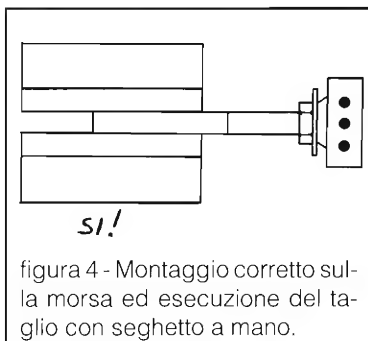 SI!
figura 4 - Montaggio corretto sul-
la morsa ed esecuzione del ta-
glio con seghetto a mano.